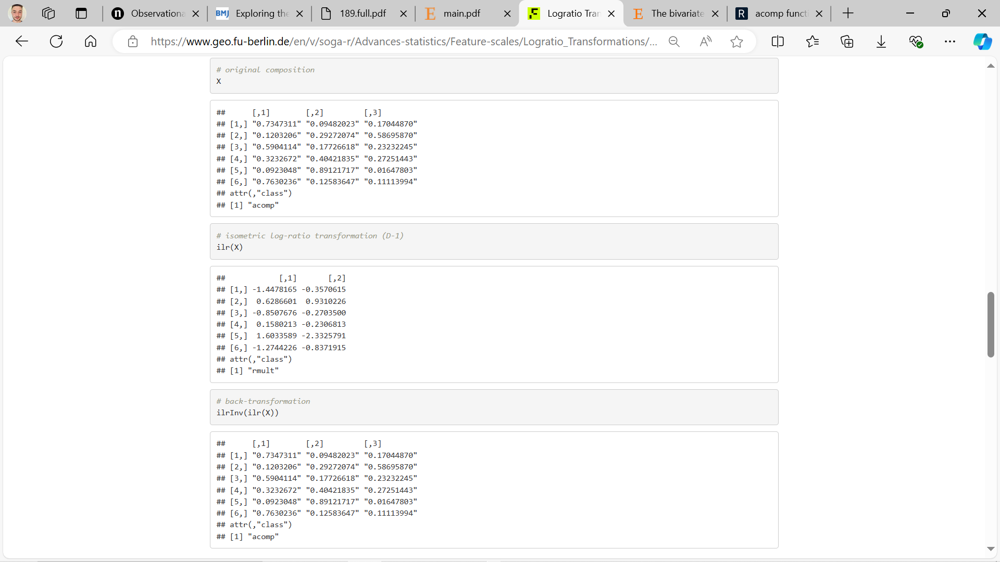 Observationa
Exploring the
189.full.pdf
main.pdf
Logratio Tran
The bivariate
acomp functi
https://www.geo.fu-berlin.de/en/v/soga-r/Advances-statistics/Feature-scales/Logratio_Transformations/...
# original composition
X
##      [,1]        [,2]         [,3]
## [1,] "0.7347311" "0.09482023" "0.17044870"
## [2,] "0.1203206" "0.29272074" "0.58695870"
## [3,] "0.5904114" "0.17726618" "0.23232245"
## [4,] "0.3232672" "0.40421835" "0.27251443"
## [5,] "0.0923048" "0.89121717" "0.01647803"
## [6,] "0.7630236" "0.12583647" "0.11113994"
## attr(,"class")
## [1] "acomp"
# isometric log-ratio transformation (D-1)
ilr(X)
##            [,1]       [,2]
## [1,] -1.4478165 -0.3570615
## [2,]  0.6286601  0.9310226
## [3,] -0.8507676 -0.2703500
## [4,]  0.1580213 -0.2306813
## [5,]  1.6033589 -2.3325791
## [6,] -1.2744226 -0.8371915
## attr(,"class")
## [1] "rmult"
# back-transformation
ilrInv(ilr(X))
##      [,1]        [,2]         [,3]
## [1,] "0.7347311" "0.09482023" "0.17044870"
## [2,] "0.1203206" "0.29272074" "0.58695870"
## [3,] "0.5904114" "0.17726618" "0.23232245"
## [4,] "0.3232672" "0.40421835" "0.27251443"
## [5,] "0.0923048" "0.89121717" "0.01647803"
## [6,] "0.7630236" "0.12583647" "0.11113994"
## attr(,"class")
## [1] "acomp"